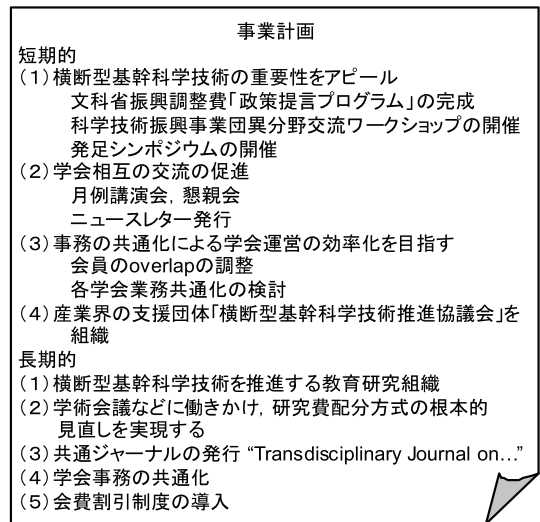 事業計画
短期的
（１）横断型基幹科学技術の重要性をアピール
文科省振興調整費「政策提言プログラム」の完成
科学技術振興事業団異分野交流ワークショップの開催
発足シンポジウムの開催
（２）学会相互の交流の促進
月例講演会，懇親会
ニュースレター発行
（３）事務の共通化による学会運営の効率化を目指す
会員のoverlapの調整
各学会業務共通化の検討
（４）産業界の支援団体「横断型基幹科学技術推進協議会」を
組織
長期的
（１）横断型基幹科学技術を推進する教育研究組織
（２）学術会議などに働きかけ，研究費配分方式の根本的
見直しを実現する
（３）共通ジャーナルの発行 “Transdisciplinary Journal on…”
（４）学会事務の共通化
（５）会費割引制度の導入